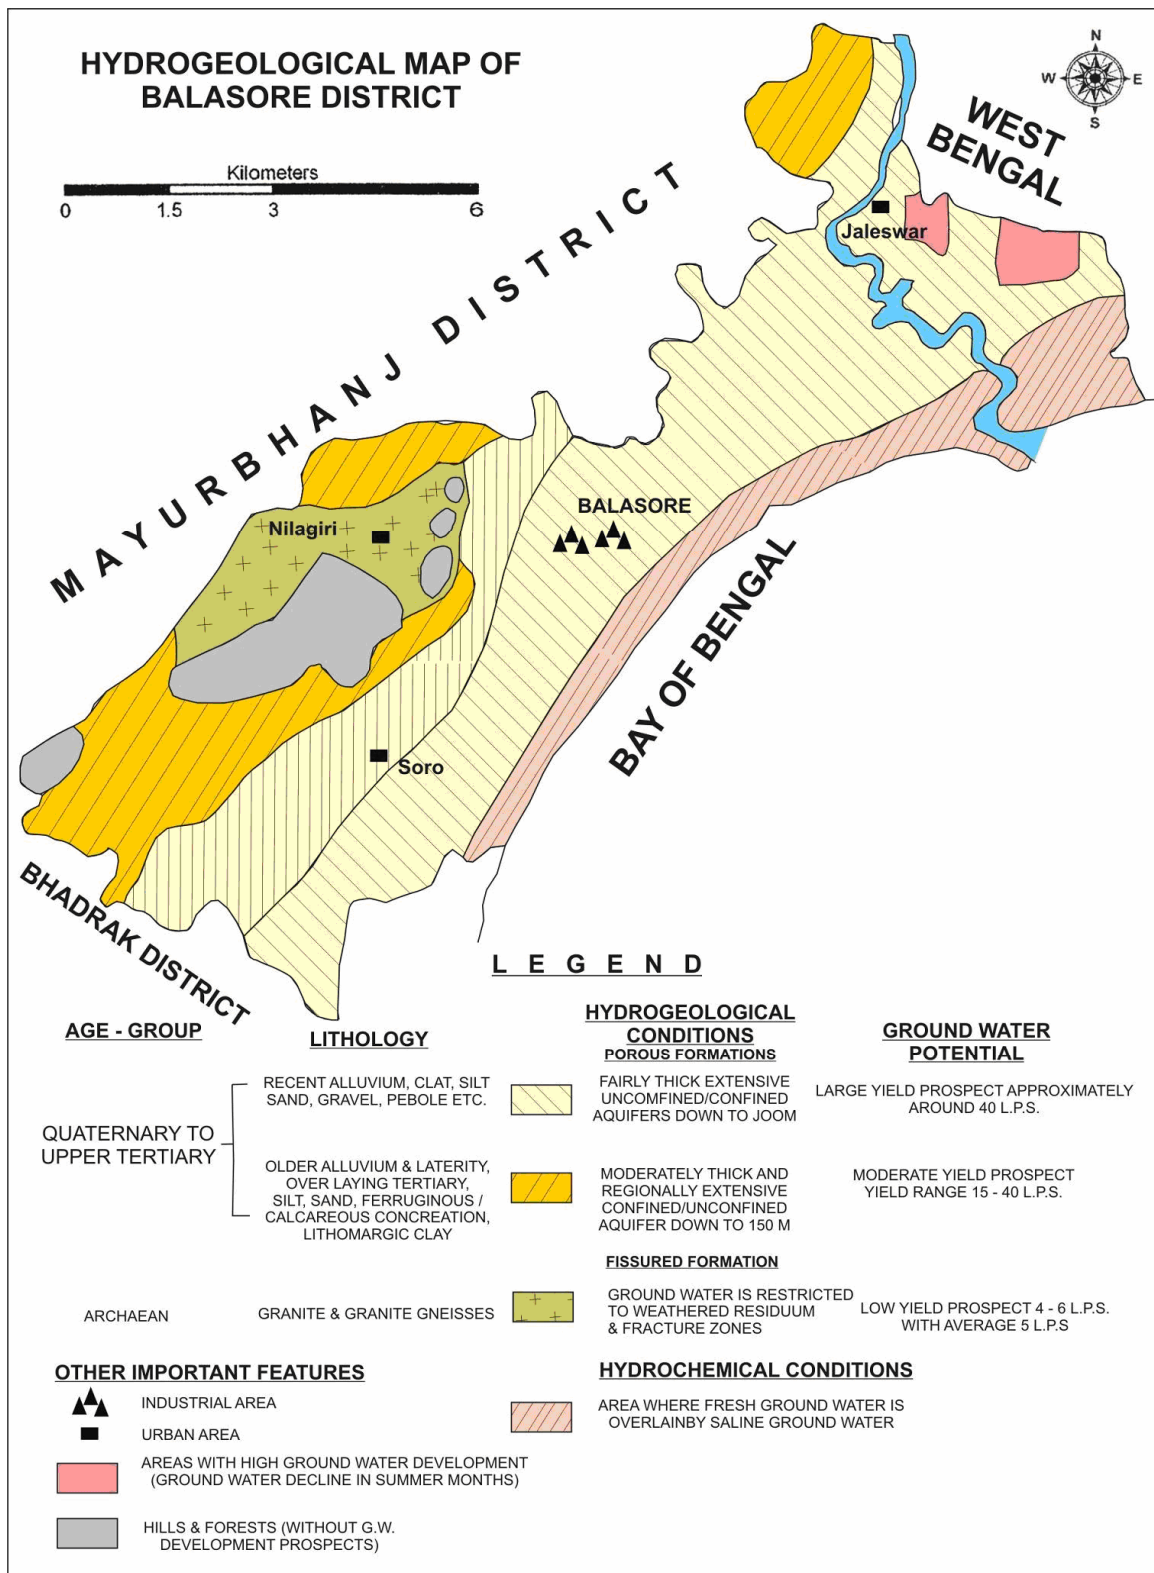 HYDROGEOLOGICAL MAP OF
BALASORE DISTRICT
N
W E
S
Kilometers
0 1.5 3 6
WEST
BENGAL
MAYURBHANJ DISTRICT
Jaleswar
BALASORE
Nilagiri
BAY OF BENGAL
Soro
BHADRAK DISTRICT
LEGEND
AGE - GROUP
LITHOLOGY
HYDROGEOLOGICAL
CONDITIONS
POROUS FORMATIONS
GROUND WATER
POTENTIAL
QUATERNARY TO
UPPER TERTIARY
RECENT ALLUVIUM, CLAT, SILT
SAND, GRAVEL, PEBOLE ETC.
FAIRLY THICK EXTENSIVE
UNCOMFINED/CONFINED
AQUIFERS DOWN TO JOOM
LARGE YIELD PROSPECT APPROXIMATELY
AROUND 40 L.P.S.
OLDER ALLUVIUM & LATERITY,
OVER LAYING TERTIARY,
SILT, SAND, FERRUGINOUS /
CALCAREOUS CONCREATION,
LITHOMARGIC CLAY
MODERATELY THICK AND
REGIONALLY EXTENSIVE
CONFINED/UNCONFINED
AQUIFER DOWN TO 150 M
MODERATE YIELD PROSPECT
YIELD RANGE 15 - 40 L.P.S.
FISSURED FORMATION
ARCHAEAN
GRANITE & GRANITE GNEISSES
GROUND WATER IS RESTRICTED
TO WEATHERED RESIDUUM
& FRACTURE ZONES
LOW YIELD PROSPECT 4 - 6 L.P.S.
WITH AVERAGE 5 L.P.S
OTHER IMPORTANT FEATURES
INDUSTRIAL AREA
URBAN AREA
AREAS WITH HIGH GROUND WATER DEVELOPMENT
(GROUND WATER DECLINE IN SUMMER MONTHS)
HILLS & FORESTS (WITHOUT G.W.
DEVELOPMENT PROSPECTS)
HYDROCHEMICAL CONDITIONS
AREA WHERE FRESH GROUND WATER IS
OVERLAINBY SALINE GROUND WATER